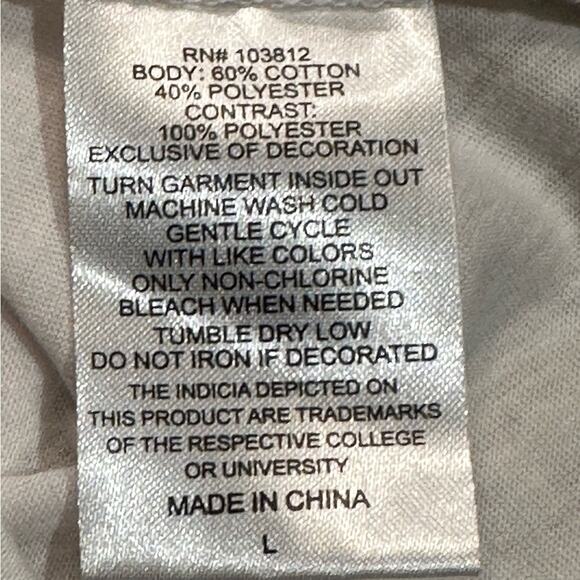 RN# 103812
BODY: 60% COTTON
40% POLYESTER
CONTRAST:
100% POLYESTER
EXCLUSIVE OF DECORATION
TURN GARMENT INSIDE OUT
MACHINE WASH COLD
GENTLE CYCLE
WITH LIKE COLORS
ONLY NON-CHLORINE
BLEACH WHEN NEEDED
TUMBLE DRY LOW
DO NOT IRON IF DECORATED
THE INDICIA DEPICTED ON
THIS PRODUCT ARE TRADEMARKS
OF THE RESPECTIVE COLLEGE
OR UNIVERSITY
MADE IN CHINA
L